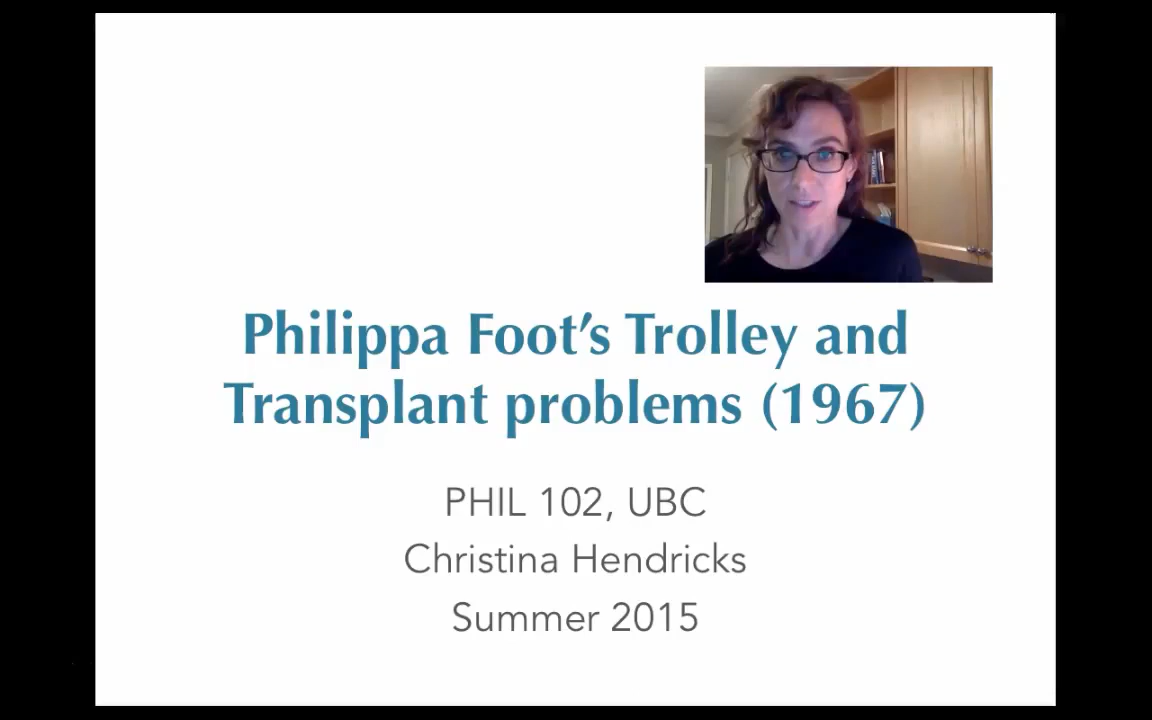 Philippa Foot’s Trolley and
Transplant problems (1967)
PHIL 102, UBC
Christina Hendricks
Summer 2015